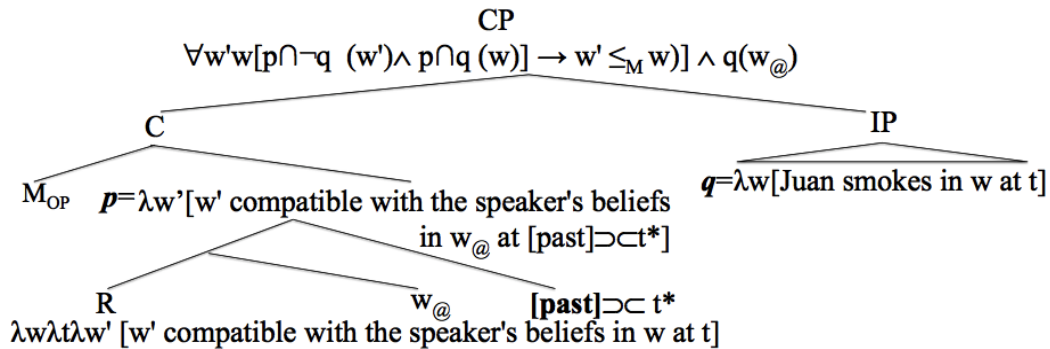 CP
∀w'w[p∩¬q (w')∧ p∩q (w)] → w' ≤M w)] ∧ q(w@)
C
IP
MOP
p=λw’[w' compatible with the speaker's beliefs
in w@ at [past]⊃⊂t*]
q=λw[Juan smokes in w at t]
R
w@
[past]⊃⊂ t*
λwλtλw' [w' compatible with the speaker's beliefs in w at t]